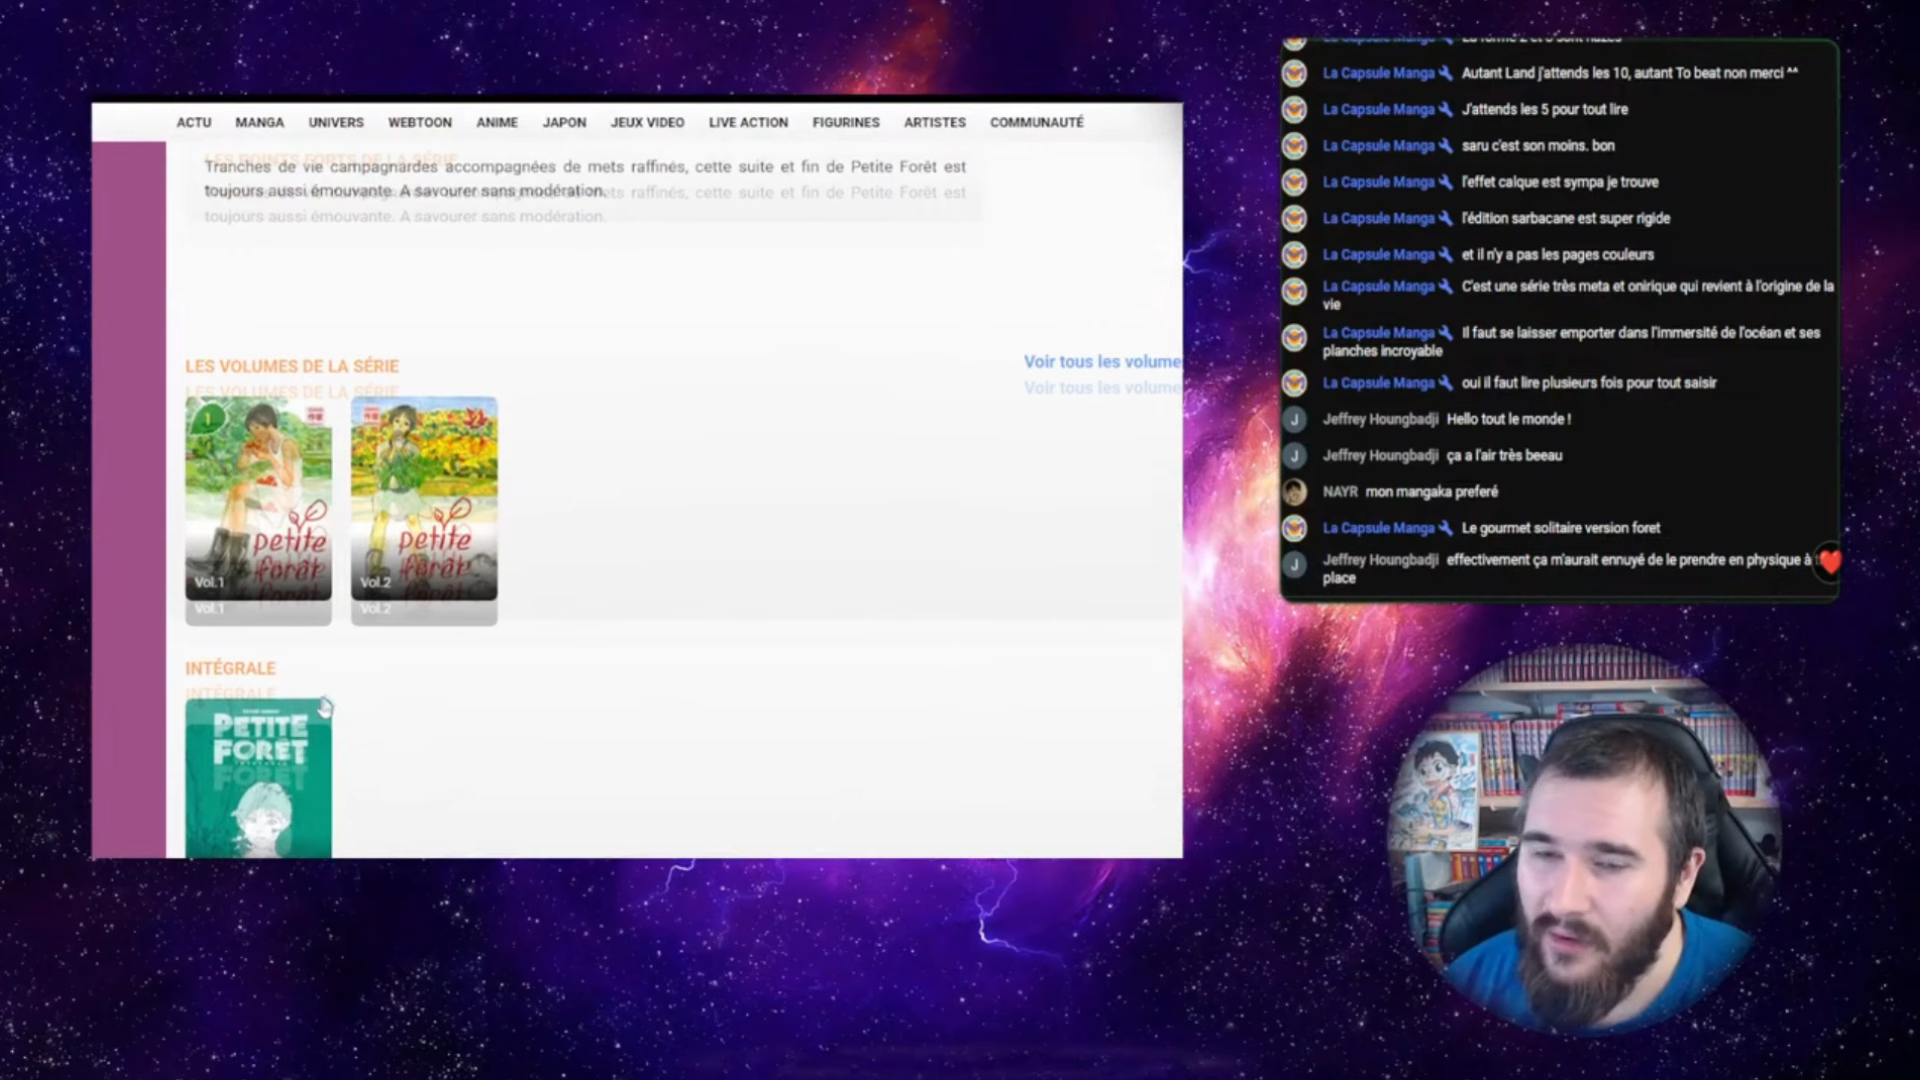 ACTU MANGA UNIVERS WEBTOON ANIME JAPON JEUX VIDEO LIVE ACTION FIGURINES ARTISTES COMMUNAUTÉ
LES POINTS FORTS DE LA SÉRIE
Tranches de vie campagnardes accompagnées de mets raffinés, cette suite et fin de Petite Forêt est
toujours aussi émouvante. A savourer sans modération.
LES VOLUMES DE LA SÉRIE
Voir tous les volume
1
petite
forêt
Vol.1
petite
forêt
Vol.2
INTÉGRALE
PETITE
FORÊT
La Capsule Manga Autant Land j'attends les 10, autant To beat non merci ^^
La Capsule Manga J'attends les 5 pour tout lire
La Capsule Manga saru c'est son moins. bon
La Capsule Manga l'effet calque est sympa je trouve
La Capsule Manga l'édition sarbacane est super rigide
La Capsule Manga et il n'y a pas les pages couleurs
La Capsule Manga C'est une série très meta et onirique qui revient à l'origine de la
vie
La Capsule Manga Il faut se laisser emporter dans l'immersité de l'océan et ses
planches incroyable
La Capsule Manga oui il faut lire plusieurs fois pour tout saisir
J Jeffrey Houngbadji Hello tout le monde !
J Jeffrey Houngbadji ça a l'air très beeau
NAYR mon mangaka preferé
La Capsule Manga Le gourmet solitaire version foret
J Jeffrey Houngbadji effectivement ça m'aurait ennuyé de le prendre en physique à
place